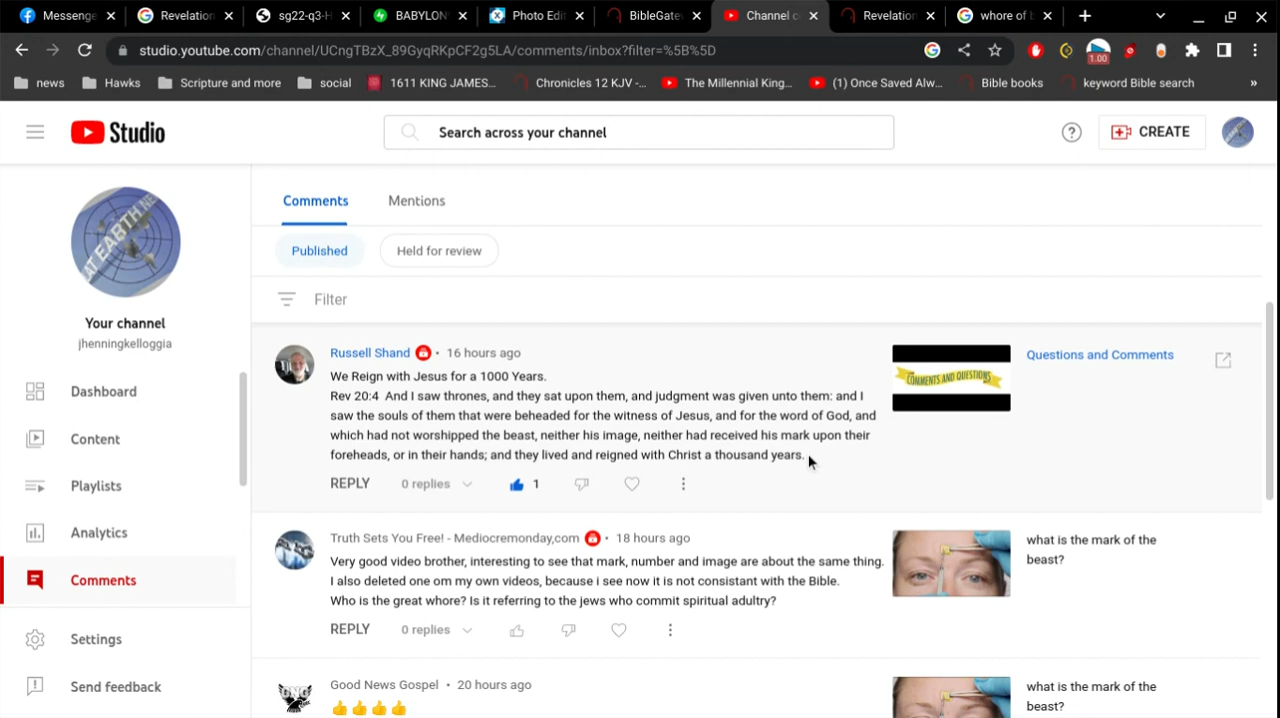 Messenge
Revelation
sg22-q3-H
BABYLON
Photo Edi
BibleGate
Channel c
Revelation
whore of b
studio.youtube.com/channel/UCngTBzX_89GyqRKpCF2g5LA/comments/inbox?filter=%5B%5D
1.00
news
Hawks
Scripture and more
social
1611 KING JAMES...
Chronicles 12 KJV -...
The Millennial King...
(1) Once Saved Alw...
Bible books
keyword Bible search
»
Studio
Search across your channel
CREATE
AT EARTH NE
Your channel
jhenningkelloggia
Dashboard
Content
Playlists
Analytics
Comments
Settings
Send feedback
Comments
Mentions
Published
Held for review
Filter
Russell Shand • 16 hours ago
We Reign with Jesus for a 1000 Years.
Rev 20:4 And I saw thrones, and they sat upon them, and judgment was given unto them: and I
saw the souls of them that were beheaded for the witness of Jesus, and for the word of God, and
which had not worshipped the beast, neither his image, neither had received his mark upon their
foreheads, or in their hands; and they lived and reigned with Christ a thousand years.
REPLY 0 replies 1
COMMENTS AND QUESTIONS
Questions and Comments
Truth Sets You Free! - Mediocremonday,com • 18 hours ago
Very good video brother, interesting to see that mark, number and image are about the same thing.
I also deleted one om my own videos, because i see now it is not consistant with the Bible.
Who is the great whore? Is it referring to the jews who commit spiritual adultry?
REPLY 0 replies
what is the mark of the
beast?
Good News Gospel • 20 hours ago
👍👍👍👍
what is the mark of the
beast?